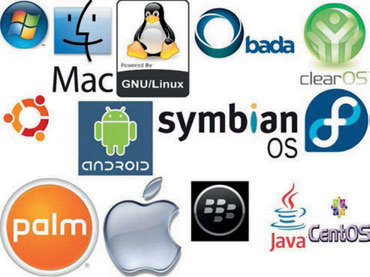 bada
Mac
Powered By
GNU/Linux
clearOS
symbian
OS
ANDROID
palm
Java
CentOS